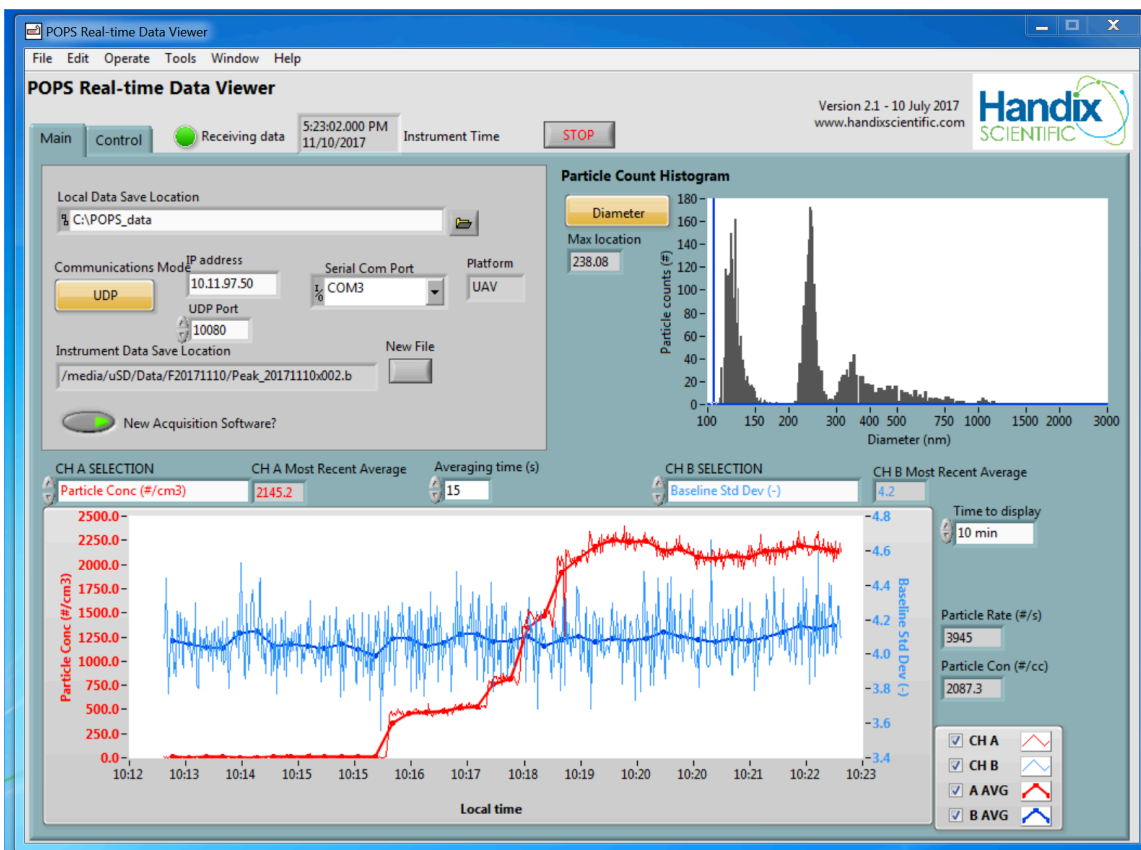 POPS Real-time Data Viewer
File Edit Operate Tools Window Help
POPS Real-time Data Viewer
Version 2.1 - 10 July 2017
www.handixscientific.com
Handix
SCIENTIFIC
Main
Control
Receiving data
5:23:02.000 PM
11/10/2017
Instrument Time
STOP
Local Data Save Location
C:\POPS_data
Communications Mode
UDP
IP address
10.11.97.50
UDP Port
10080
Serial Com Port
COM3
Platform
UAV
Instrument Data Save Location
/media/uSD/Data/F20171110/Peak_20171110x002.b
New File
New Acquisition Software?
Particle Count Histogram
Diameter
Max location
238.08
Particle counts (#)
180
160
140
120
100
80
60
40
20
0
100 150 200 300 400 500 750 1000 1500 2000 3000
Diameter (nm)
CH A SELECTION
Particle Conc (#/cm3)
CH A Most Recent Average
2145.2
Averaging time (s)
15
CH B SELECTION
Baseline Std Dev (-)
CH B Most Recent Average
4.2
Time to display
10 min
Particle Conc (#/cm3)
2500.0
2250.0
2000.0
1750.0
1500.0
1250.0
1000.0
750.0
500.0
250.0
0.0
4.8
4.6
4.4
4.2
4.0
3.8
3.6
3.4
Baseline Std Dev (-)
10:12 10:13 10:14 10:15 10:15 10:16 10:17 10:18 10:19 10:20 10:20 10:21 10:22 10:23
Local time
Particle Rate (#/s)
3945
Particle Con (#/cc)
2087.3
CH A
CH B
A AVG
B AVG